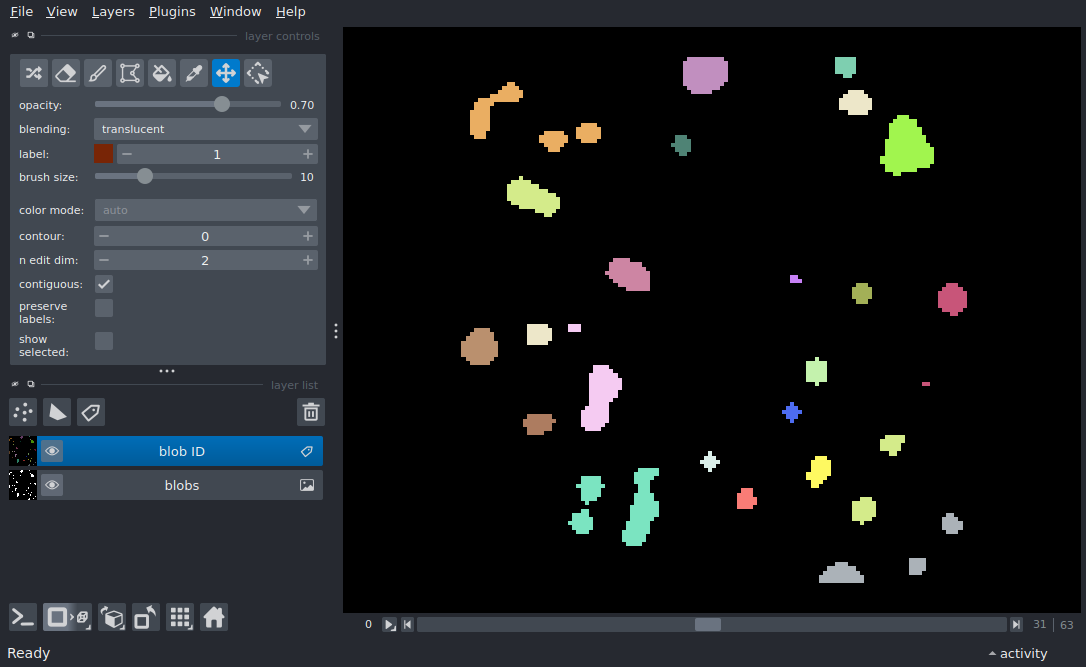 File View Layers Plugins Window Help
layer controls
opacity: 0.70
blending: translucent
label: 1
brush size: 10
color mode: auto
contour: 0
n edit dim: 2
contiguous:
preserve
labels:
show
selected:
layer list
blob ID
blobs
0 31 63
Ready activity